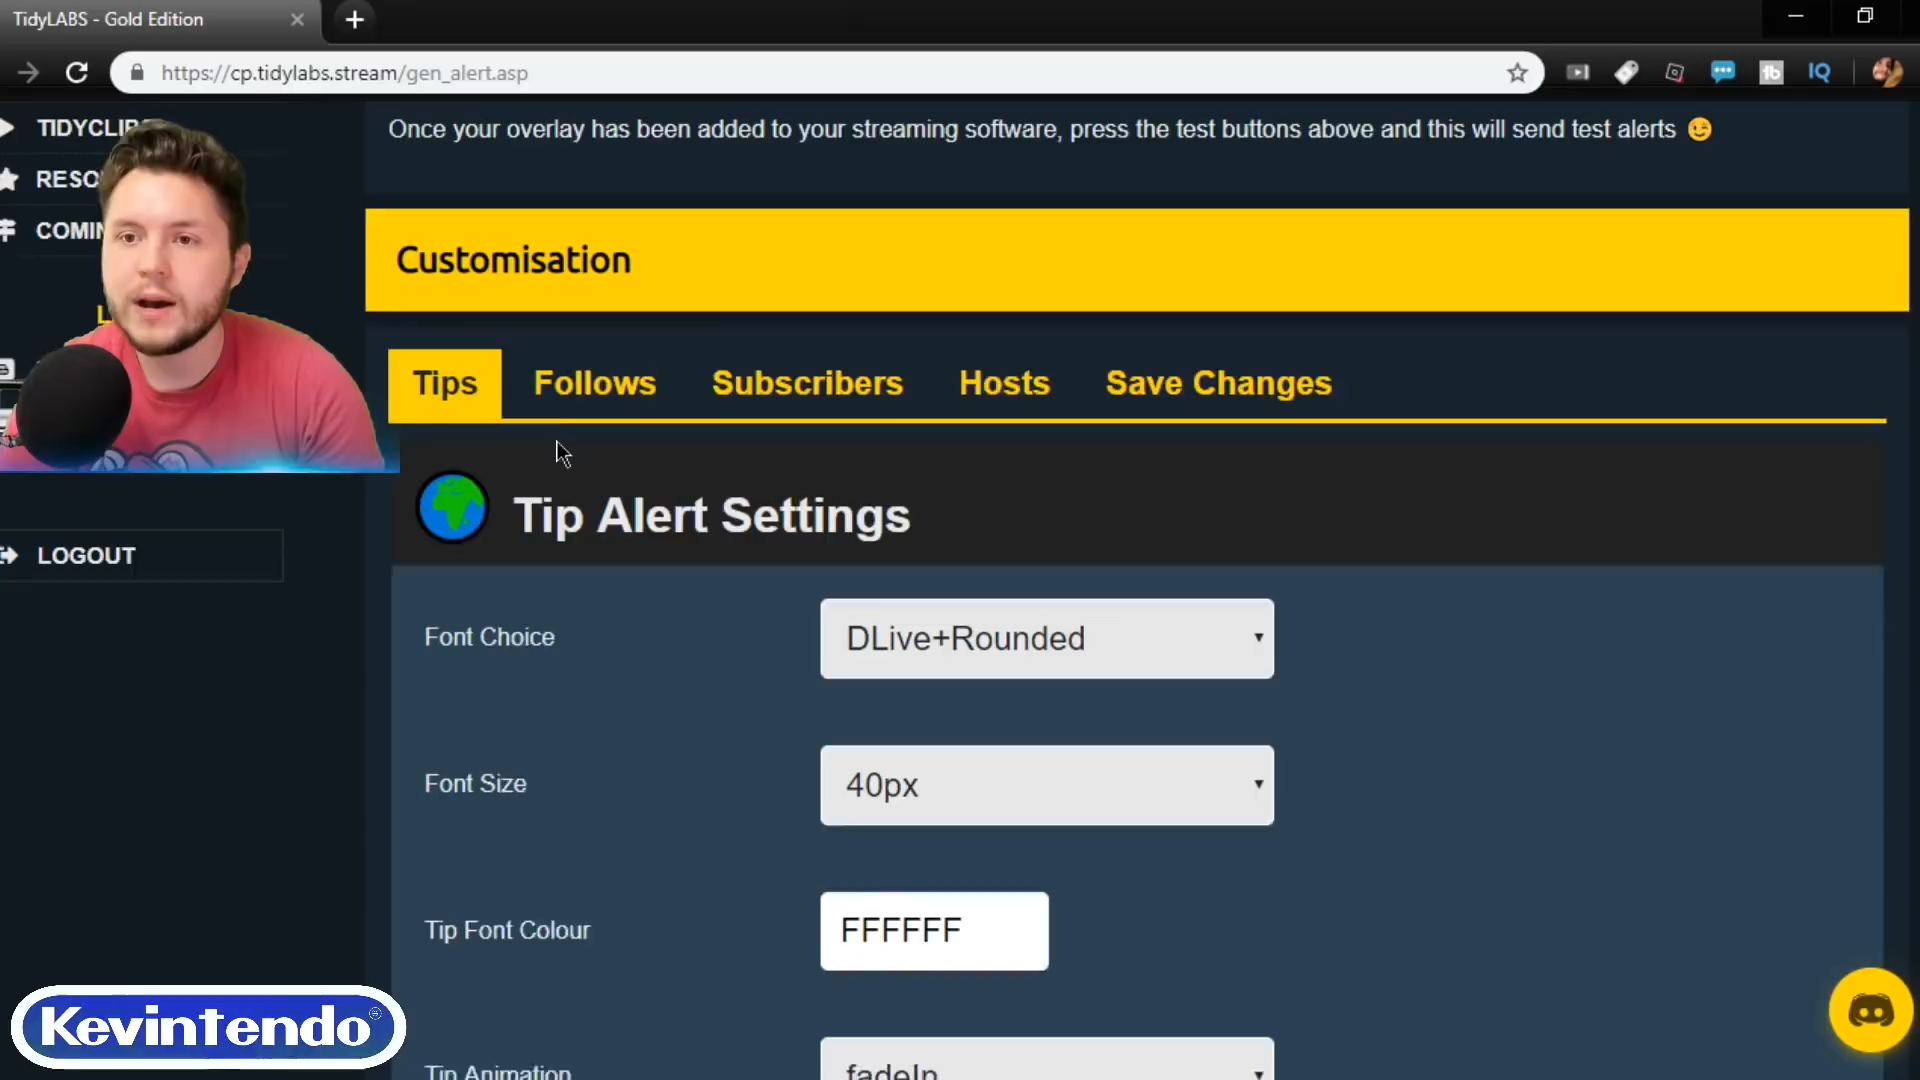 TidyLABS - Gold Edition
https://cp.tidylabs.stream/gen_alert.asp
IQ
TIDYCLIP
RESO
COMIN
L
LOGOUT
Once your overlay has been added to your streaming software, press the test buttons above and this will send test alerts 😉
Customisation
Tips Follows Subscribers Hosts Save Changes
Tip Alert Settings
Font Choice DLive+Rounded
Font Size 40px
Tip Font Colour FFFFFF
Tip Animation fadeIn
Kevintendo®